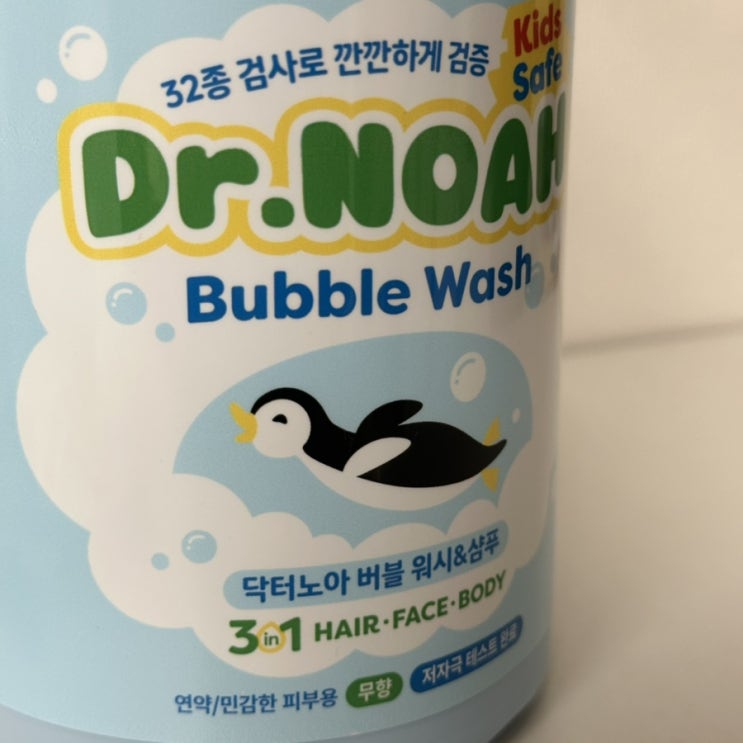 32종 검사로 깐깐하게 검증
Kids
Safe
Dr.NOAH
Bubble Wash
닥터노아 버블 워시&샴푸
3in1 HAIR·FACE·BODY
연약/민감한 피부용 무향 저자극 테스트 완료